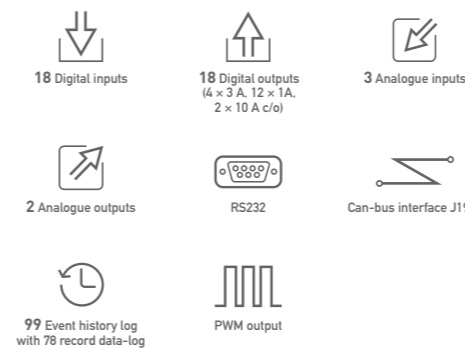 18 Digital inputs
18 Digital outputs
(4 × 3 A, 12 × 1A,
2 × 10 A c/o)
3 Analogue inputs
2 Analogue outputs
RS232
Can-bus interface
99 Event history log
with 78 record data-log
PWM output